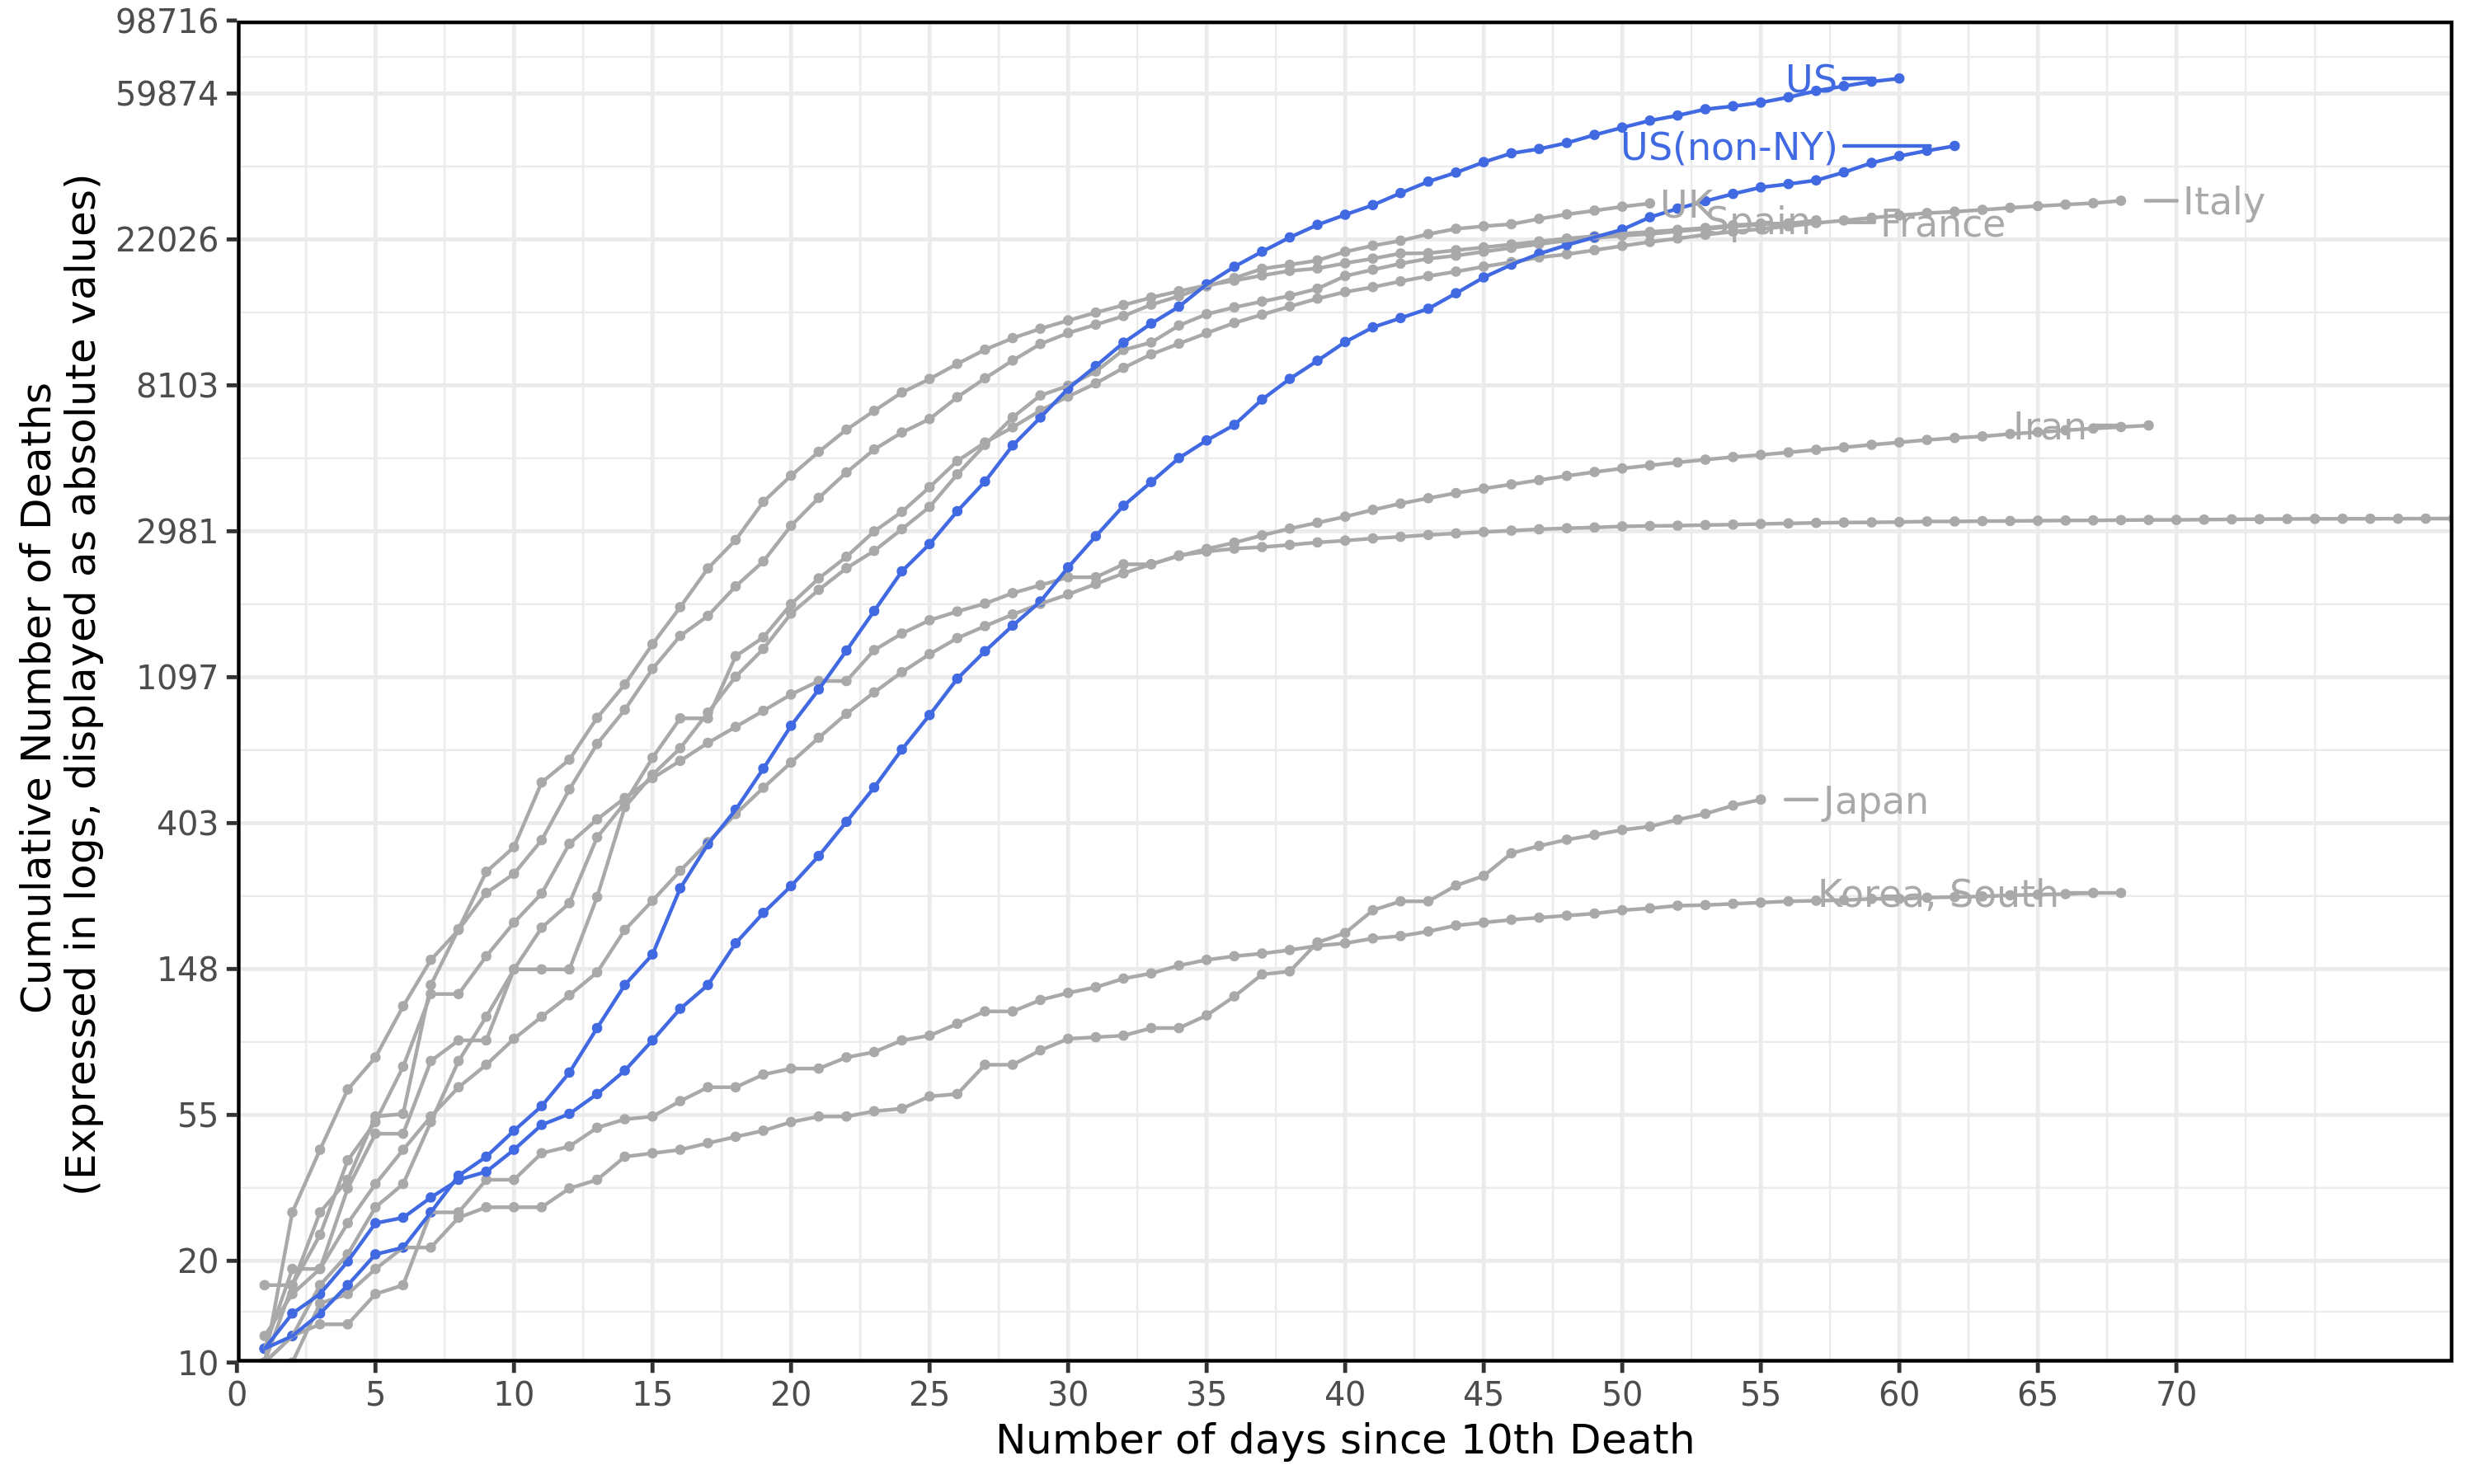 Cumulative Number of Deaths
(Expressed in logs, displayed as absolute values)
98716
59874
22026
8103
2981
1097
403
148
55
20
10
US
US(non-NY)
UK
Spain
France
Italy
Iran
Japan
Korea, South
0 5 10 15 20 25 30 35 40 45 50 55 60 65 70
Number of days since 10th Death